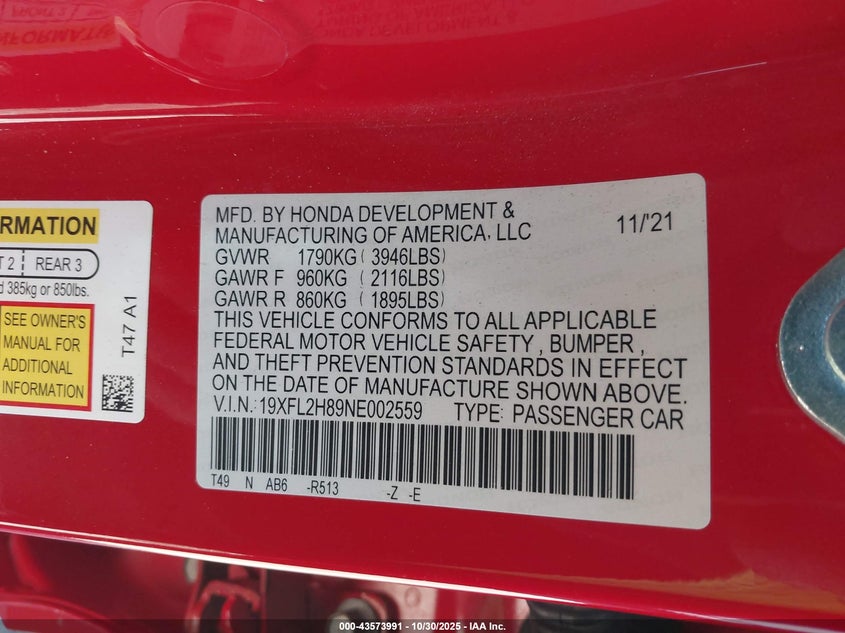 RMATION
REAR 3
385kg or 850lbs.
SEE OWNER'S
MANUAL FOR
ADDITIONAL
INFORMATION
T47 A1
MFD. BY HONDA DEVELOPMENT &
MANUFACTURING OF AMERICA, LLC 11/'21
GVWR 1790KG ( 3946LBS)
GAWR F 960KG ( 2116LBS)
GAWR R 860KG ( 1895LBS)
THIS VEHICLE CONFORMS TO ALL APPLICABLE
FEDERAL MOTOR VEHICLE SAFETY , BUMPER ,
AND THEFT PREVENTION STANDARDS IN EFFECT
ON THE DATE OF MANUFACTURE SHOWN ABOVE.
V.I.N.: 19XFL2H89NE002559 TYPE: PASSENGER CAR
T49 N AB6 -R513 -Z -E
000-43573991 - 10/30/2025 - IAA Inc.